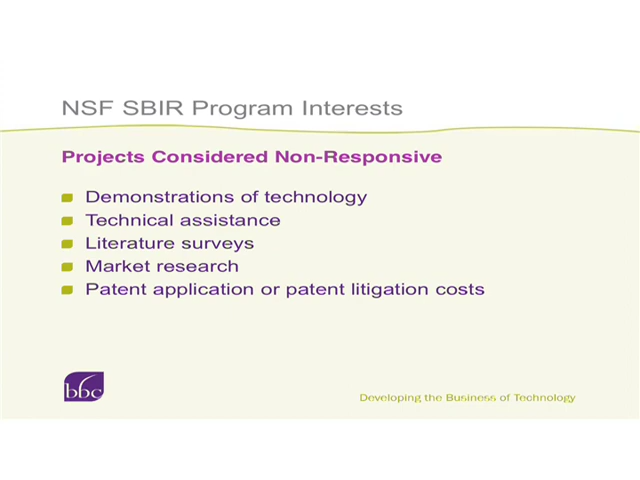 NSF SBIR Program Interests
Projects Considered Non-Responsive
Demonstrations of technology
Technical assistance
Literature surveys
Market research
Patent application or patent litigation costs
bbc
Developing the Business of Technology